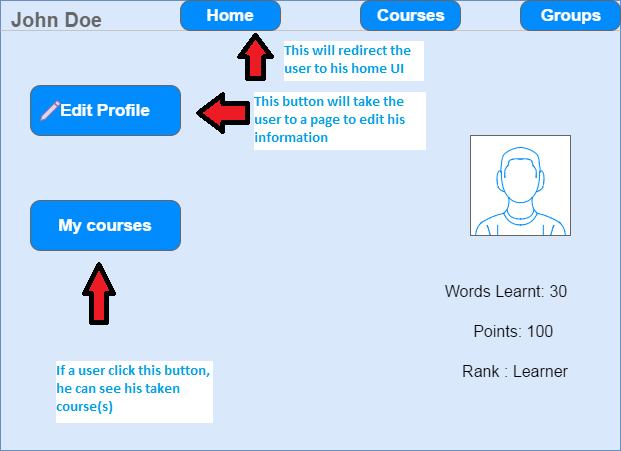 John Doe
Home
Courses
Groups
This will redirect the
user to his home UI
Edit Profile
This button will take the
user to a page to edit his
information
My courses
Words Learnt: 30
Points: 100
Rank : Learner
If a user click this button,
he can see his taken
course(s)